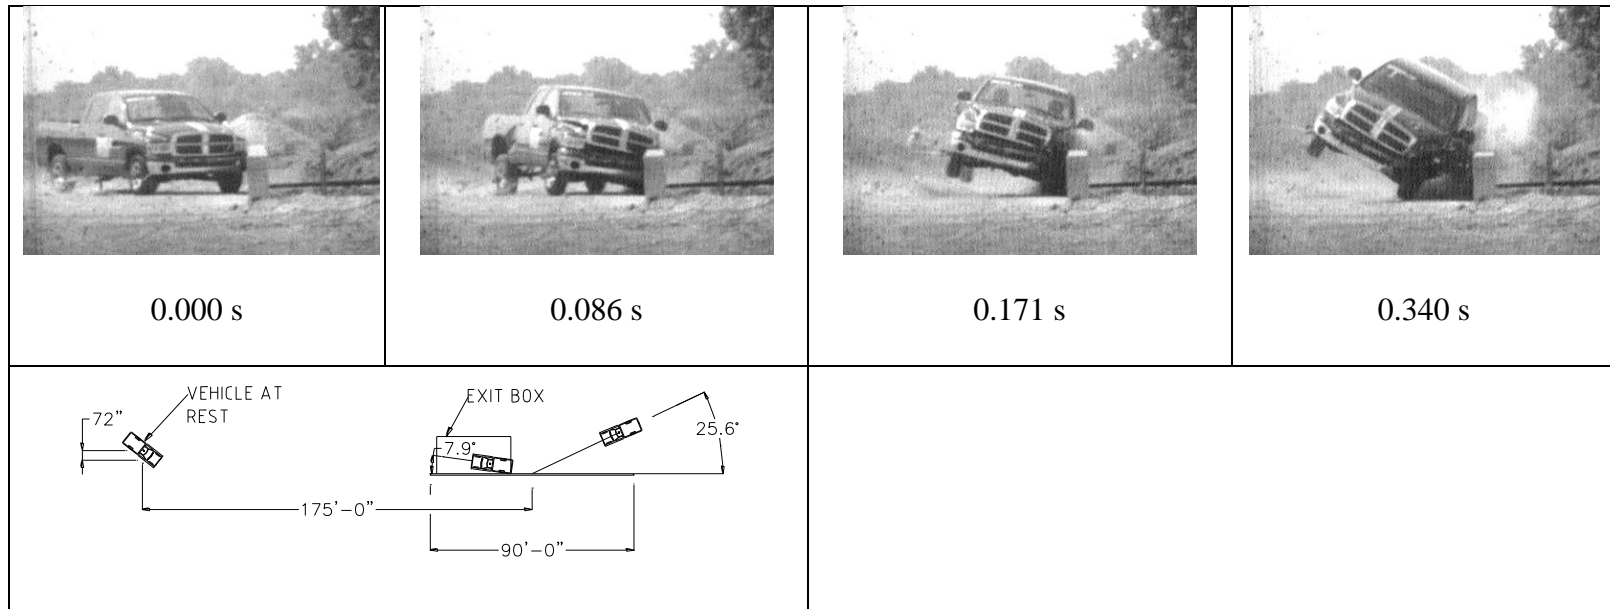 0.000 s
0.086 s
0.171 s
0.340 s
VEHICLE AT
REST
72"
EXIT BOX
7.9°
25.6°
175'-0"
90'-0"